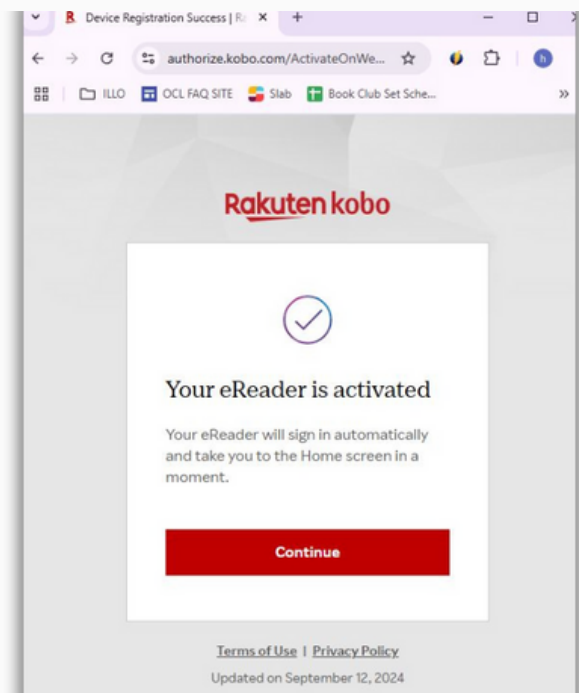 Device Registration Success | R
authorize.kobo.com/ActivateOnWe...
h
ILLO OCL FAQ SITE Slab Book Club Set Sche... »
Rakuten kobo
Your eReader is activated
Your eReader will sign in automatically
and take you to the Home screen in a
moment.
Continue
Terms of Use | Privacy Policy
Updated on September 12, 2024